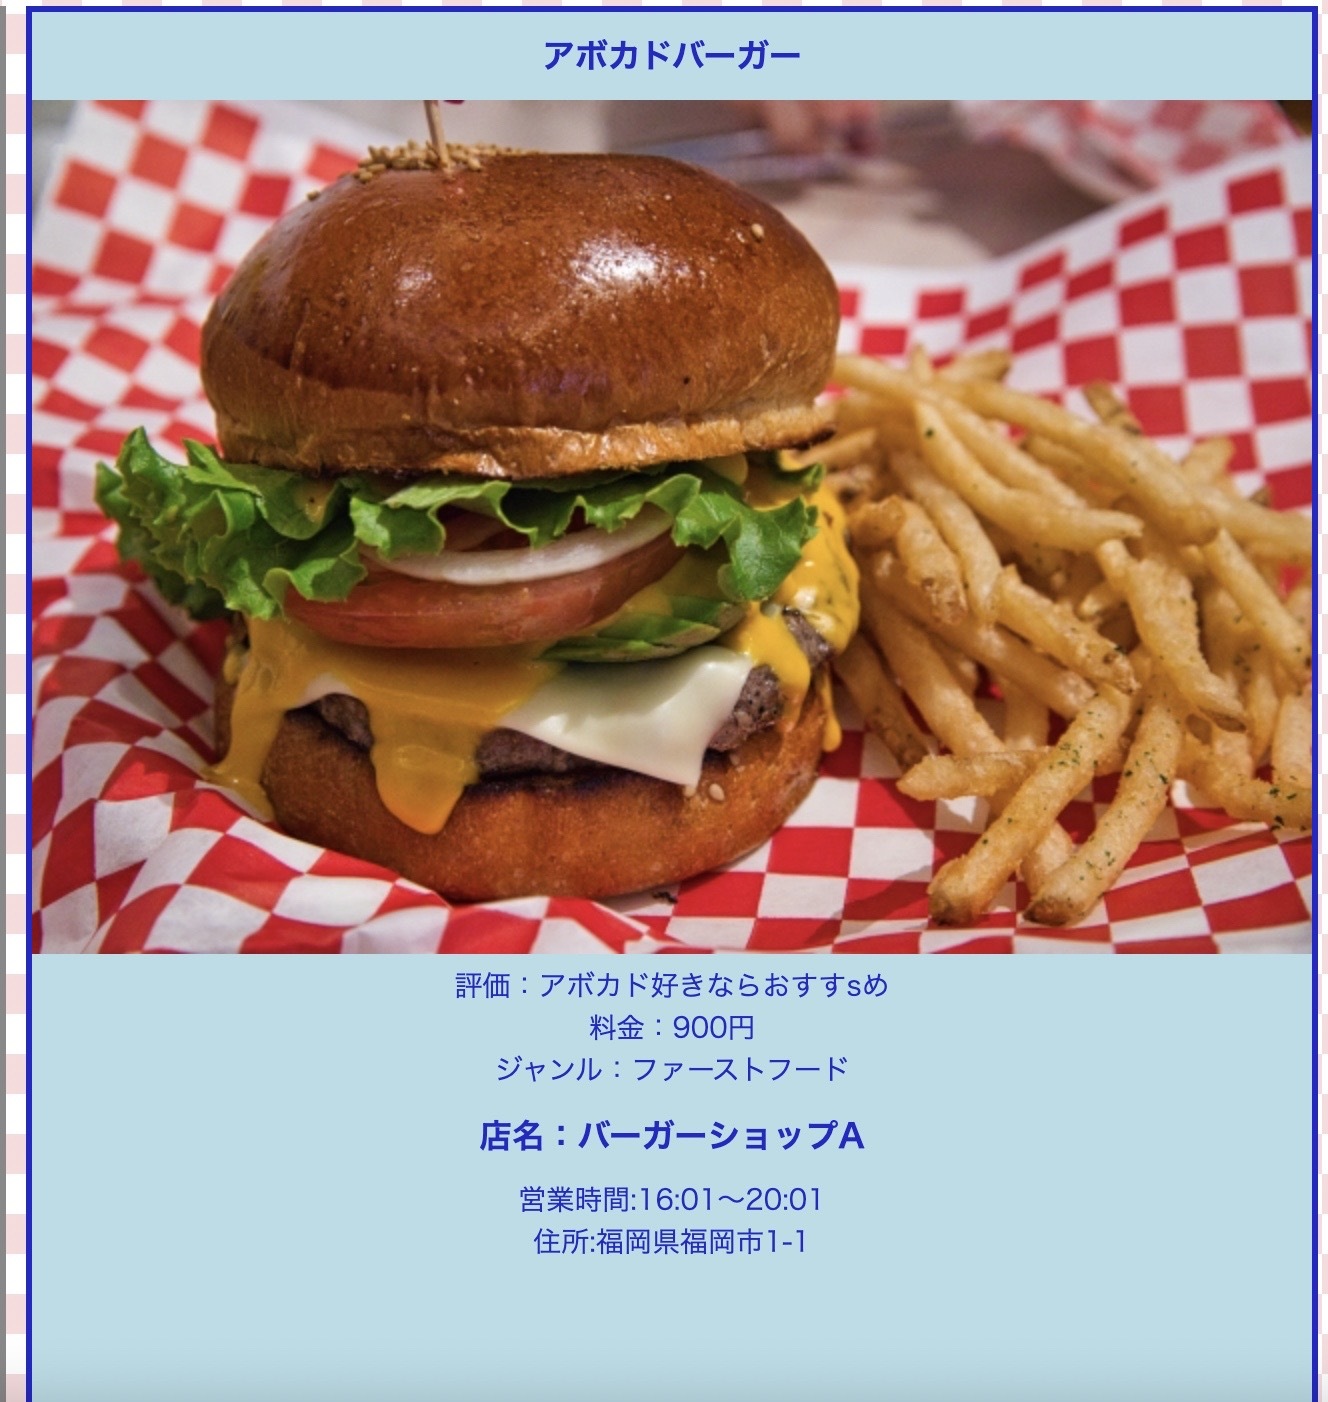 アボカドバーガー
評価：アボカド好きならおすすsめ
料金：900円
ジャンル：ファーストフード
店名：バーガーショップA
営業時間:16:01〜20:01
住所:福岡県福岡市1-1